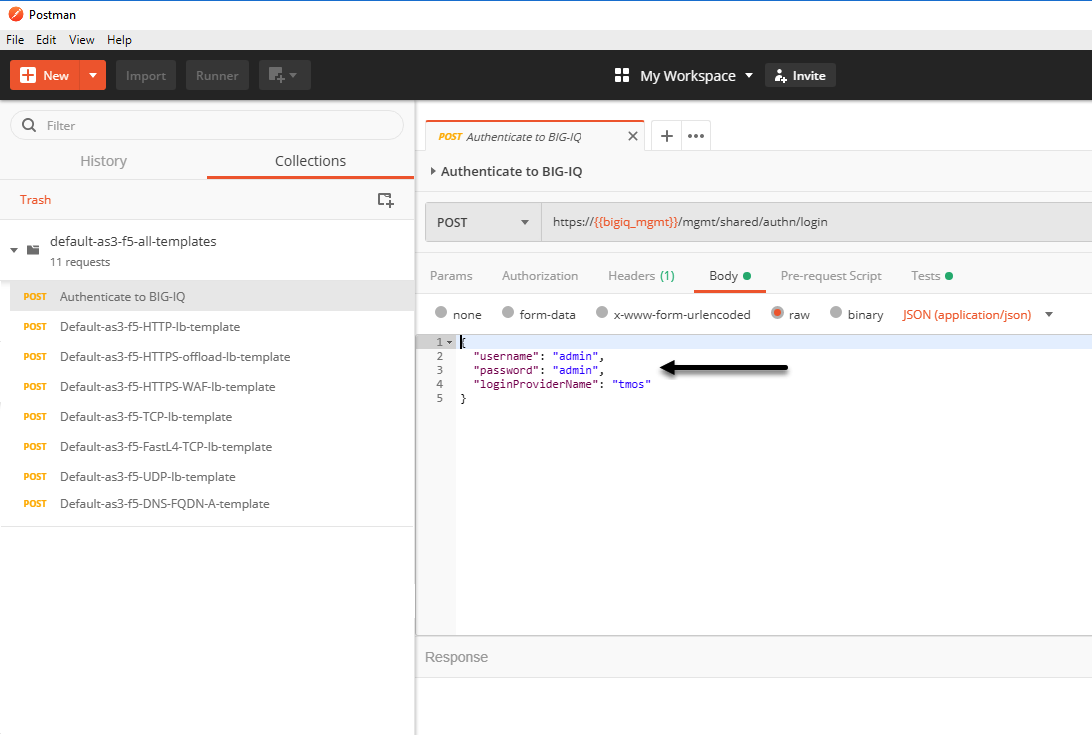 Postman
File Edit View Help
New Import Runner My Workspace Invite
Filter
History Collections
Trash
default-as3-f5-all-templates
11 requests
POST Authenticate to BIG-IQ
POST Default-as3-f5-HTTP-lb-template
POST Default-as3-f5-HTTPS-offload-lb-template
POST Default-as3-f5-HTTPS-WAF-lb-template
POST Default-as3-f5-TCP-lb-template
POST Default-as3-f5-FastL4-TCP-lb-template
POST Default-as3-f5-UDP-lb-template
POST Default-as3-f5-DNS-FQDN-A-template
POST Authenticate to BIG-IQ
Authenticate to BIG-IQ
POST https://{{bigiq_mgmt}}/mgmt/shared/authn/login
Params Authorization Headers (1) Body Pre-request Script Tests
none form-data x-www-form-urlencoded raw binary JSON (application/json)
1 {
2 "username": "admin",
3 "password": "admin",
4 "loginProviderName": "tmos"
5 }
Response